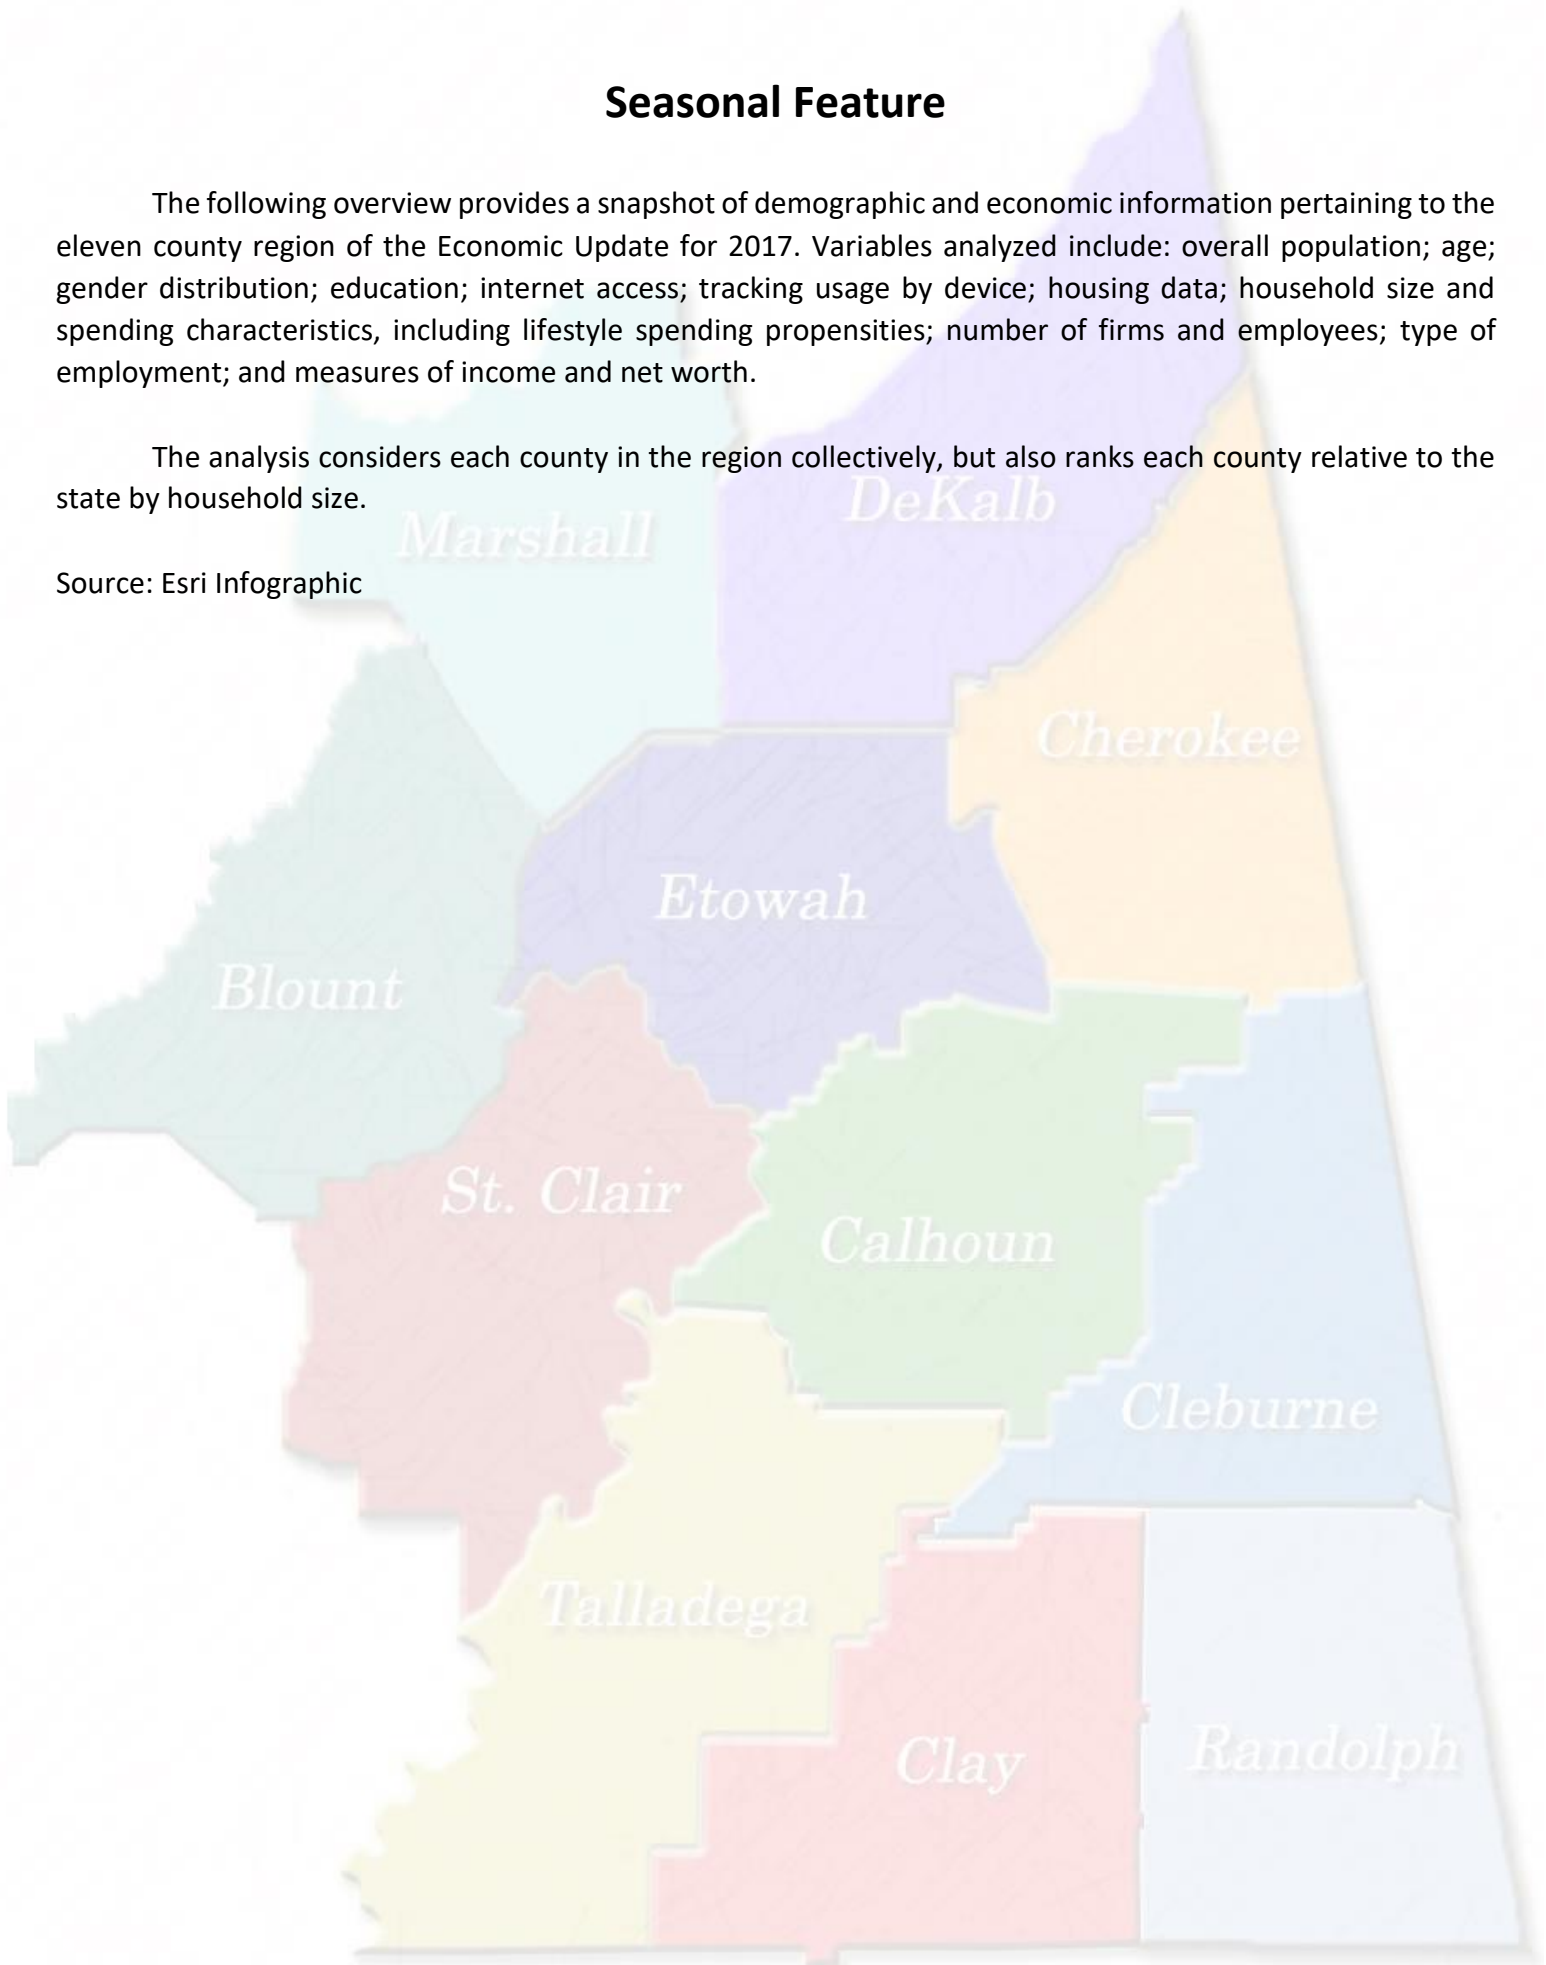 Seasonal Feature
The following overview provides a snapshot of demographic and economic information pertaining to the
eleven county region of the Economic Update for 2017. Variables analyzed include: overall population; age;
gender distribution; education; internet access; tracking usage by device; housing data; household size and
spending characteristics, including lifestyle spending propensities; number of firms and employees; type of
employment; and measures of income and net worth.
The analysis considers each county in the region collectively, but also ranks each county relative to the
state by household size.
DeKalb
Marshall
Source: Esri Infographic
Cherokee
Etowah
Blount
St. Clair
Calhoun
Cleburne
Talladega
Clay
Randolph